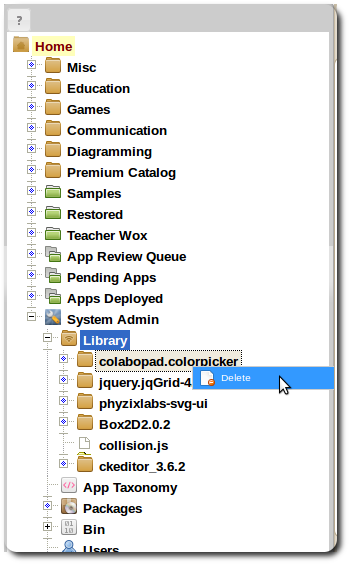 ?
Home
Misc
Education
Games
Communication
Diagramming
Premium Catalog
Samples
Restored
Teacher Wox
App Review Queue
Pending Apps
Apps Deployed
System Admin
Library
colabopad.colorpicker
jquery.jqGrid-4
Delete
phyzixlabs-svg-ui
Box2D2.0.2
collision.js
ckeditor_3.6.2
App Taxonomy
Packages
Bin
Users